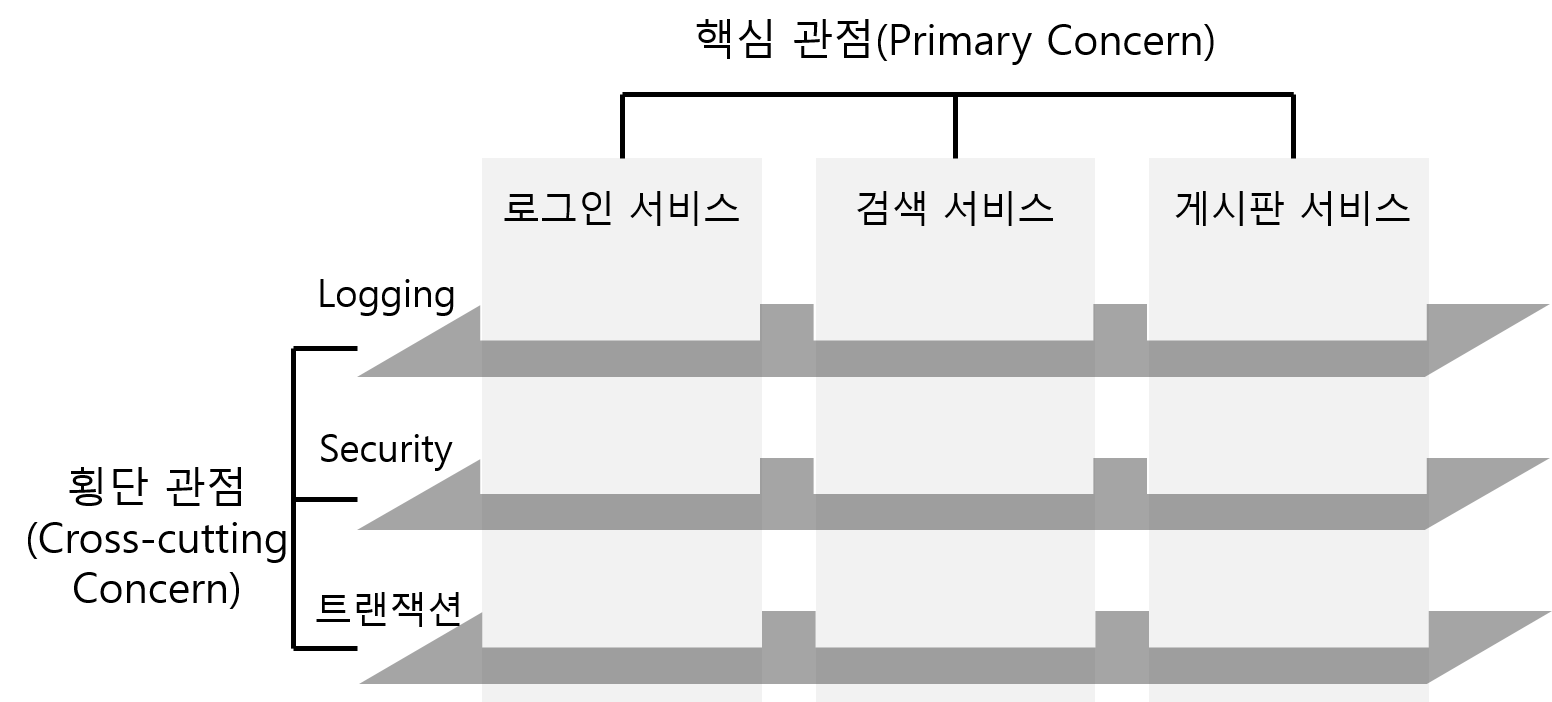 핵심 관점(Primary Concern)
로그인 서비스
검색 서비스
게시판 서비스
Logging
Security
횡단 관점
(Cross-cutting
Concern)
트랜잭션